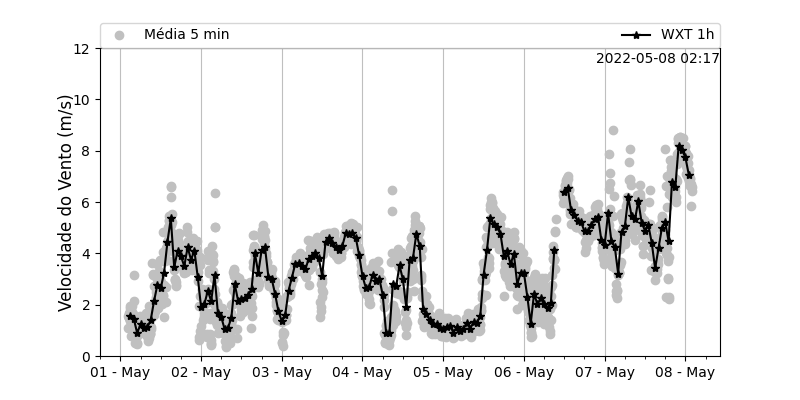 Média 5 min
WXT 1h
2022-05-08 02:17
Velocidade do Vento (m/s)
12
10
8
6
4
2
0
01 - May
02 - May
03 - May
04 - May
05 - May
06 - May
07 - May
08 - May